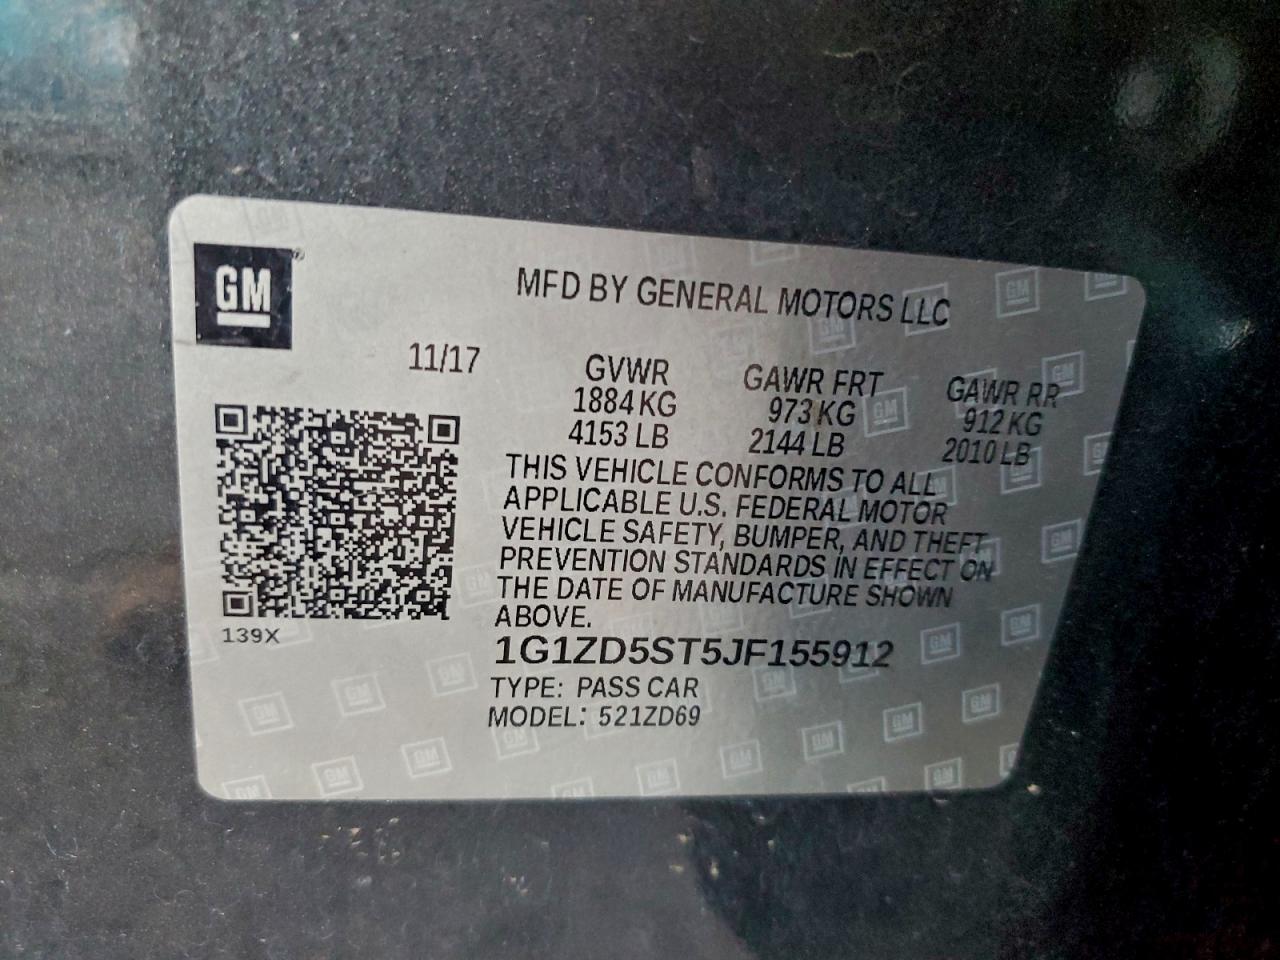 GM
MFD BY GENERAL MOTORS LLC
11/17
GVWR GAWR FRT GAWR RR
1884 KG 973 KG 912 KG
4153 LB 2144 LB 2010 LB
THIS VEHICLE CONFORMS TO ALL
APPLICABLE U.S. FEDERAL MOTOR
VEHICLE SAFETY, BUMPER, AND THEFT
PREVENTION STANDARDS IN EFFECT ON
THE DATE OF MANUFACTURE SHOWN
ABOVE.
139X
1G1ZD5ST5JF155912
TYPE: PASS CAR
MODEL: 521ZD69